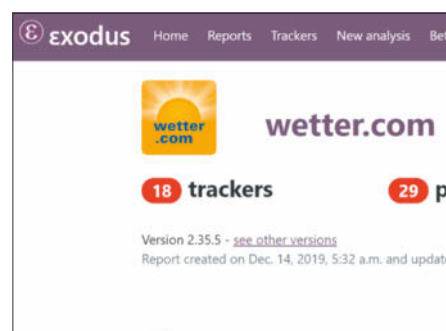 εxodus Home Reports Trackers New analysis
wetter
.com
wetter.com
18 trackers 29
Version 2.35.5 - see other versions
Report created on Dec. 14, 2019, 5:32 a.m. and